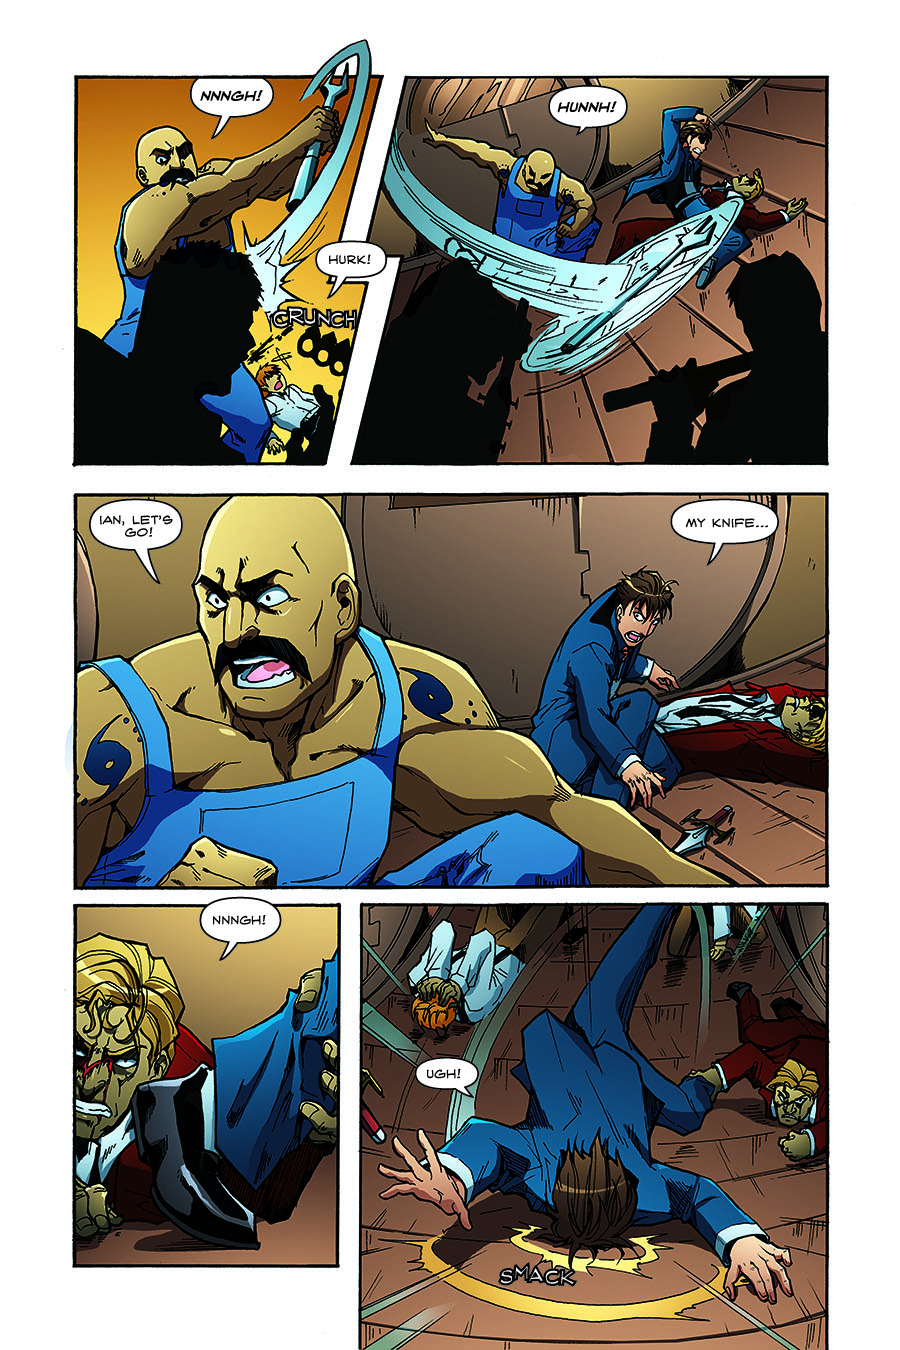 NNNGH!
HURK!
CRUNCH
HUNNH!
IAN, LET'S
GO!
MY KNIFE...
NNNGH!
UGH!
SMACK